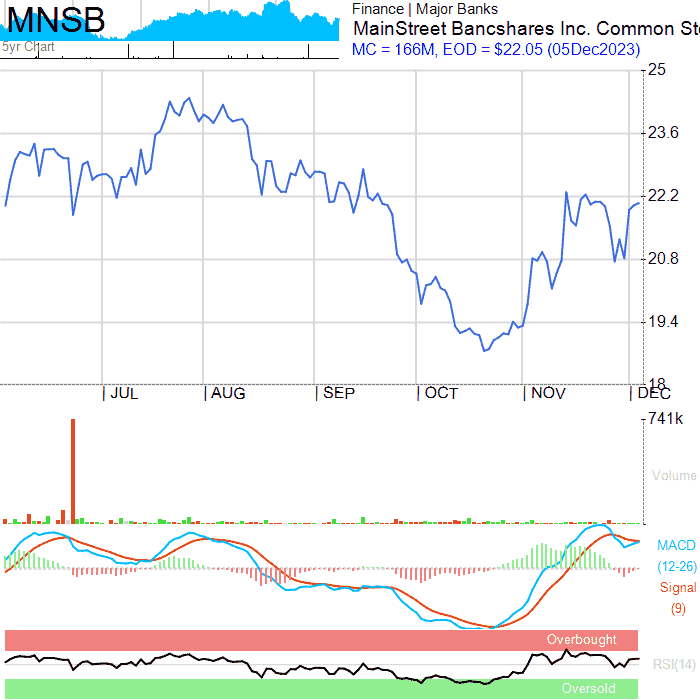 MNSB
5yr Chart
Finance | Major Banks
MainStreet Bancshares Inc. Common Sto
MC = 166M, EOD = $22.05 (05Dec2023)
25
23.6
22.2
20.8
19.4
18
JUL AUG SEP OCT NOV DEC
741k
Volume
MACD
(12-26)
Signal
(9)
Overbought
RSI(14)
Oversold